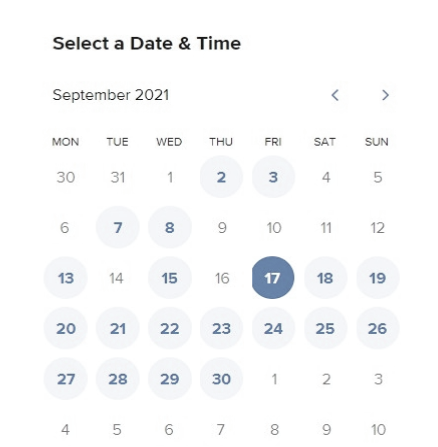 Select a Date & Time
September 2021
MON TUE WED THU FRI SAT SUN
30 31 1 2 3 4 5
6 7 8 9 10 11 12
13 14 15 16 17 18 19
20 21 22 23 24 25 26
27 28 29 30 1 2 3
4 5 6 7 8 9 10